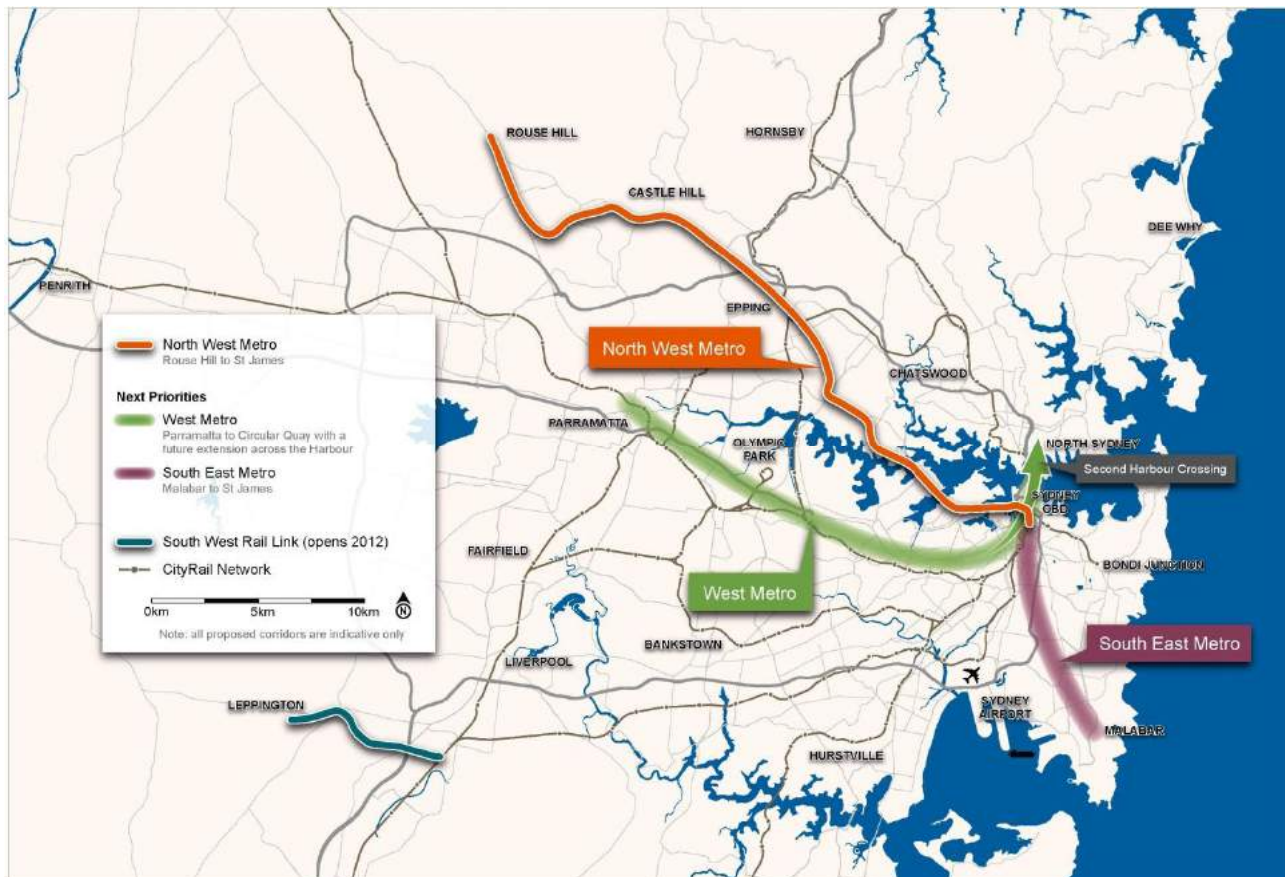 ROUSE HILL
HORNSBY
CASTLE HILL
DEE WHY
PENRITH
EPPING
North West Metro
CHATSWOOD
PARRAMATTA
OLYMPIC
PARK
NORTH SYDNEY
Second Harbour Crossing
SYDNEY
CBD
FAIRFIELD
BONDI JUNCTION
West Metro
BANKSTOWN
LIVERPOOL
South East Metro
LEPPINGTON
SYDNEY
AIRPORT
MALABAR
HURSTVILLE
North West Metro
Rouse Hill to St James
Next Priorities
West Metro
Parramatta to Circular Quay with a
future extension across the Harbour
South East Metro
Malabar to St James
South West Rail Link (opens 2012)
CityRail Network
0km 5km 10km
N
Note: all proposed corridors are indicative only